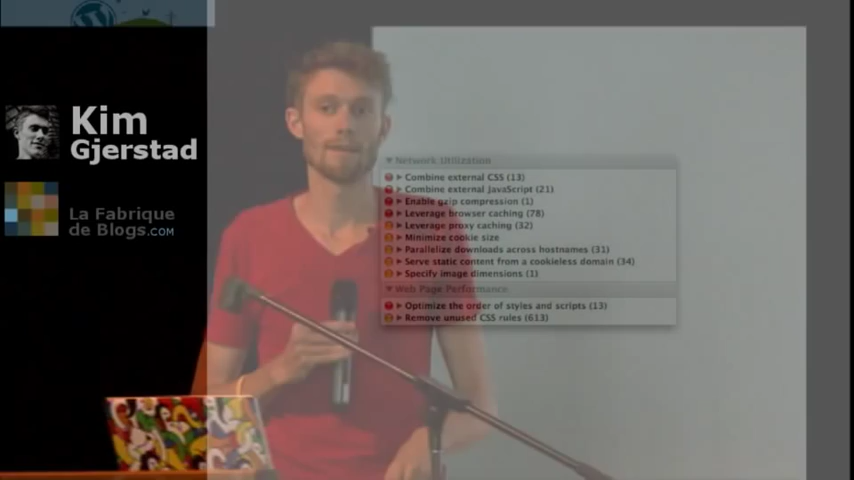 Kim
Gjerstad
La Fabrique
de Blogs.COM
Network Utilization
Combine external CSS (13)
Combine external JavaScript (21)
Enable gzip compression (1)
Leverage browser caching (78)
Leverage proxy caching (32)
Minimize cookie size
Parallelize downloads across hostnames (31)
Serve static content from a cookieless domain (34)
Specify image dimensions (1)
Web Page Performance
Optimize the order of styles and scripts (13)
Remove unused CSS rules (613)